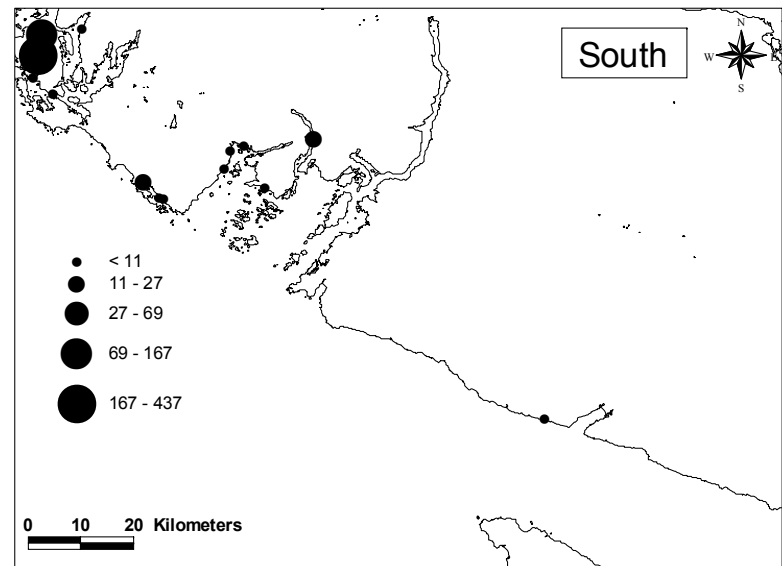 South
N
W E
S
< 11
11 - 27
27 - 69
69 - 167
167 - 437
0 10 20 Kilometers